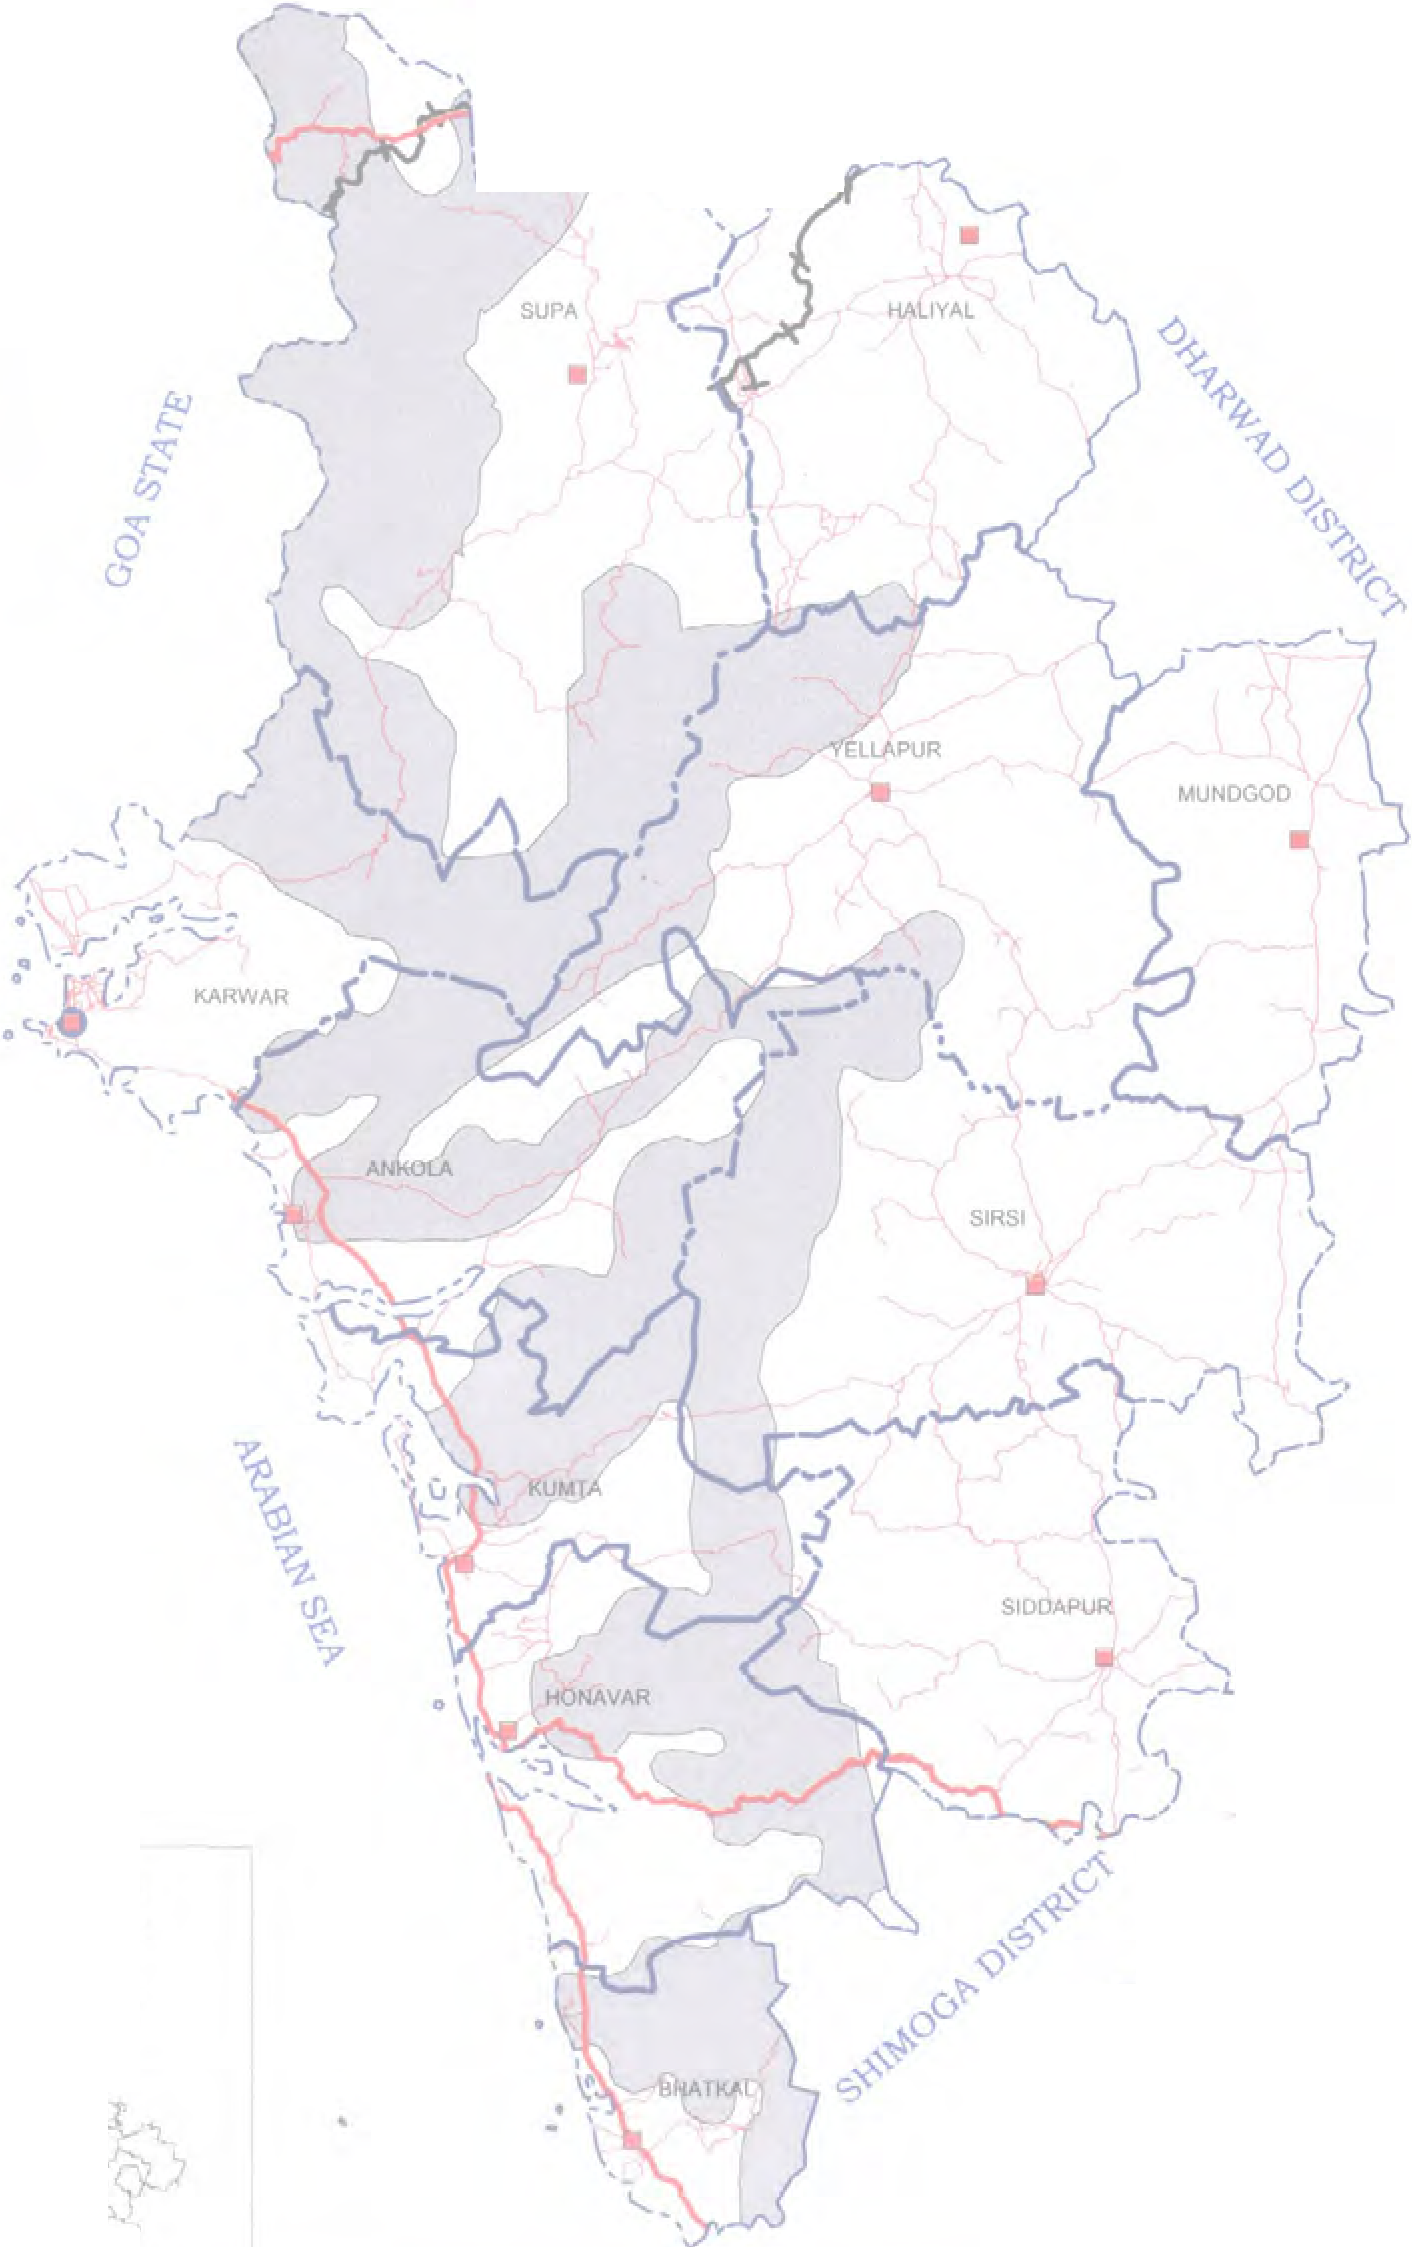 SUPA
HALIYAL
DHARWAD DISTRICT
GOA STATE
YELLAPUR
MUNDGOD
KARWAR
ANKOLA
SIRSI
ARABIAN SEA
KUMTA
SIDDAPUR
HONAVAR
SHIMOGA DISTRICT
BHATKAL